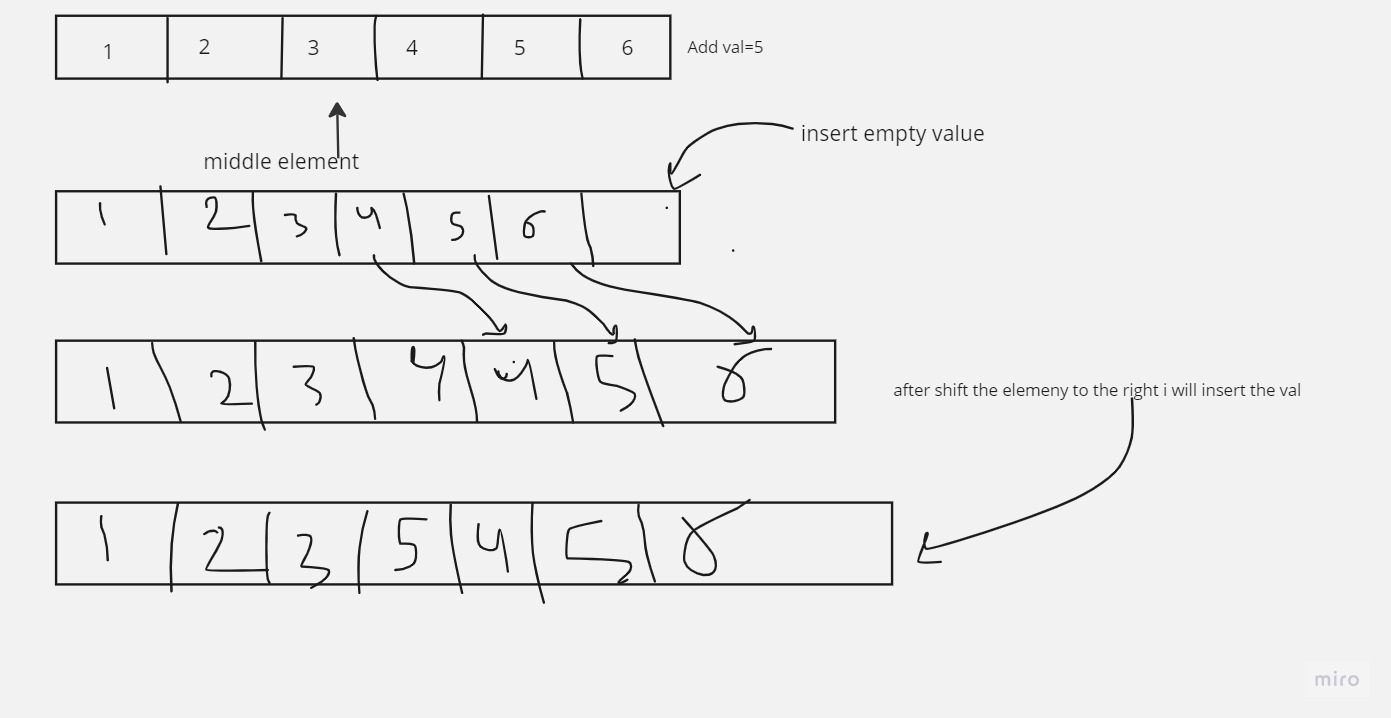 1 2 3 4 5 6 Add val=5
insert empty value
middle element
1 2 3 4 5 6
1 2 3 4 4 5 6
after shift the elemeny to the right i will insert the val
1 2 3 5 4 5 6
miro